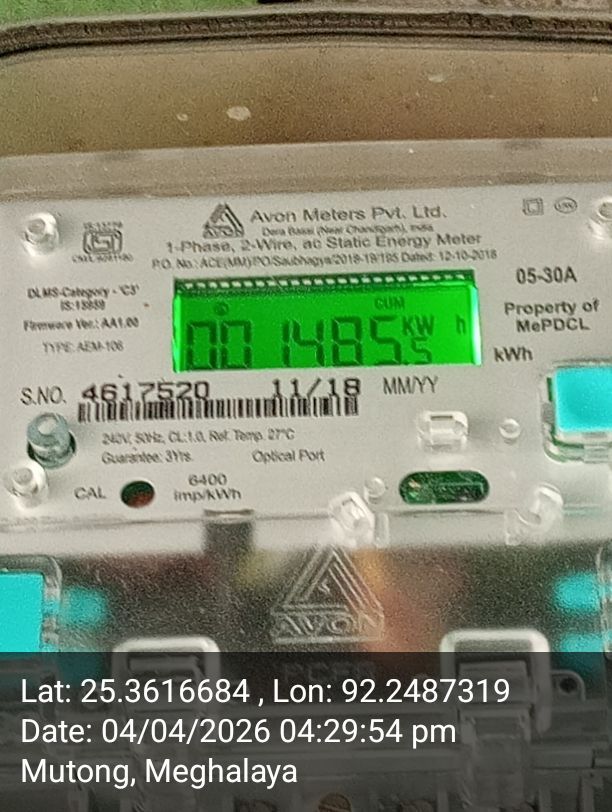 Avon Meters Pvt. Ltd.
Dera Bassi (Near Chandigarh), India
1-Phase, 2-Wire, ac Static Energy Meter
P.O. No.: ACE(MM)/PO/Saubhagya/2018-19/195 Dated: 12-10-2018
DLMS-Category - 'C3'
IS:15959
Firmware Ver.: AA1.00
TYPE: AEM-106
05-30A
Property of
MePDCL
CUM
001485.5 KW h
kWh
S.NO. 4617520 11/18 MM/YY
240V, 50Hz, CL:1.0, Ref. Temp. 27°C
Guarantee: 3Yrs. Optical Port
CAL
6400
imp/kWh
AVON
Lat: 25.3616684 , Lon: 92.2487319
Date: 04/04/2026 04:29:54 pm
Mutong, Meghalaya